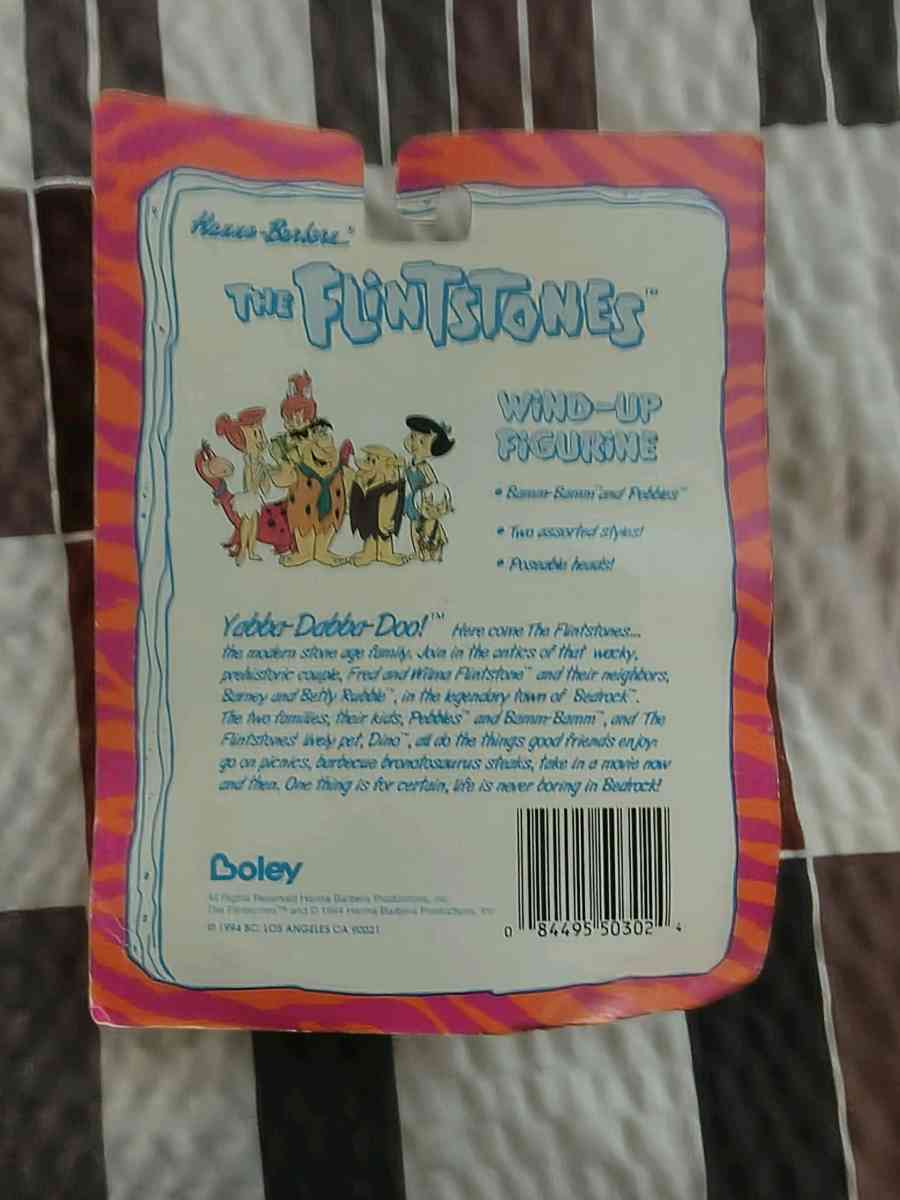 Hanna-Barbera®
THE FLINTSTONES™
WIND-UP
FIGURINE
• Bamm-Bamm™ and Pebbles™
• Two assorted styles!
• Poseable heads!
Yabba-Dabba-Doo!™ Here come The Flintstones...
the modern stone age family. Join in the antics of that wacky,
prehistoric couple, Fred and Wilma Flintstone™ and their neighbors,
Barney and Betty Rubble™, in the legendary town of Bedrock™.
The two families, their kids, Pebbles™ and Bamm-Bamm™, and The
Flintstones' lively pet, Dino™, all do the things good friends enjoy:
go on picnics, barbecue brontosaurus steaks, take in a movie now
and then. One thing is for certain, life is never boring in Bedrock!
Boley
All Rights Reserved Hanna Barbera Productions, Inc.
The Flintstones™ and © 1994 Hanna Barbera Productions, Inc
© 1994 BC, LOS ANGELES CA 90021
0 84495 50302 4